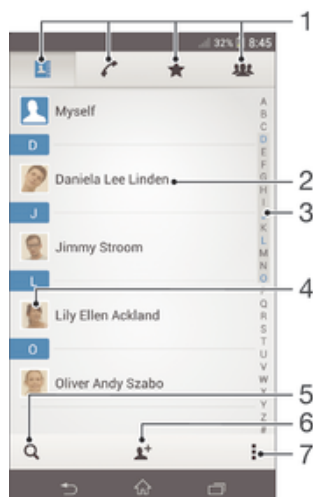 1
32% 8:45
Myself
D
Daniela Lee Linden
2
J
Jimmy Stroom
L
4
Lily Ellen Ackland
O
Oliver Andy Szabo
A
B
C
D
E
F
G
H
I
3
K
L
M
N
O
Q
R
S
T
U
V
W
X
Y
Z
#
5
6
7